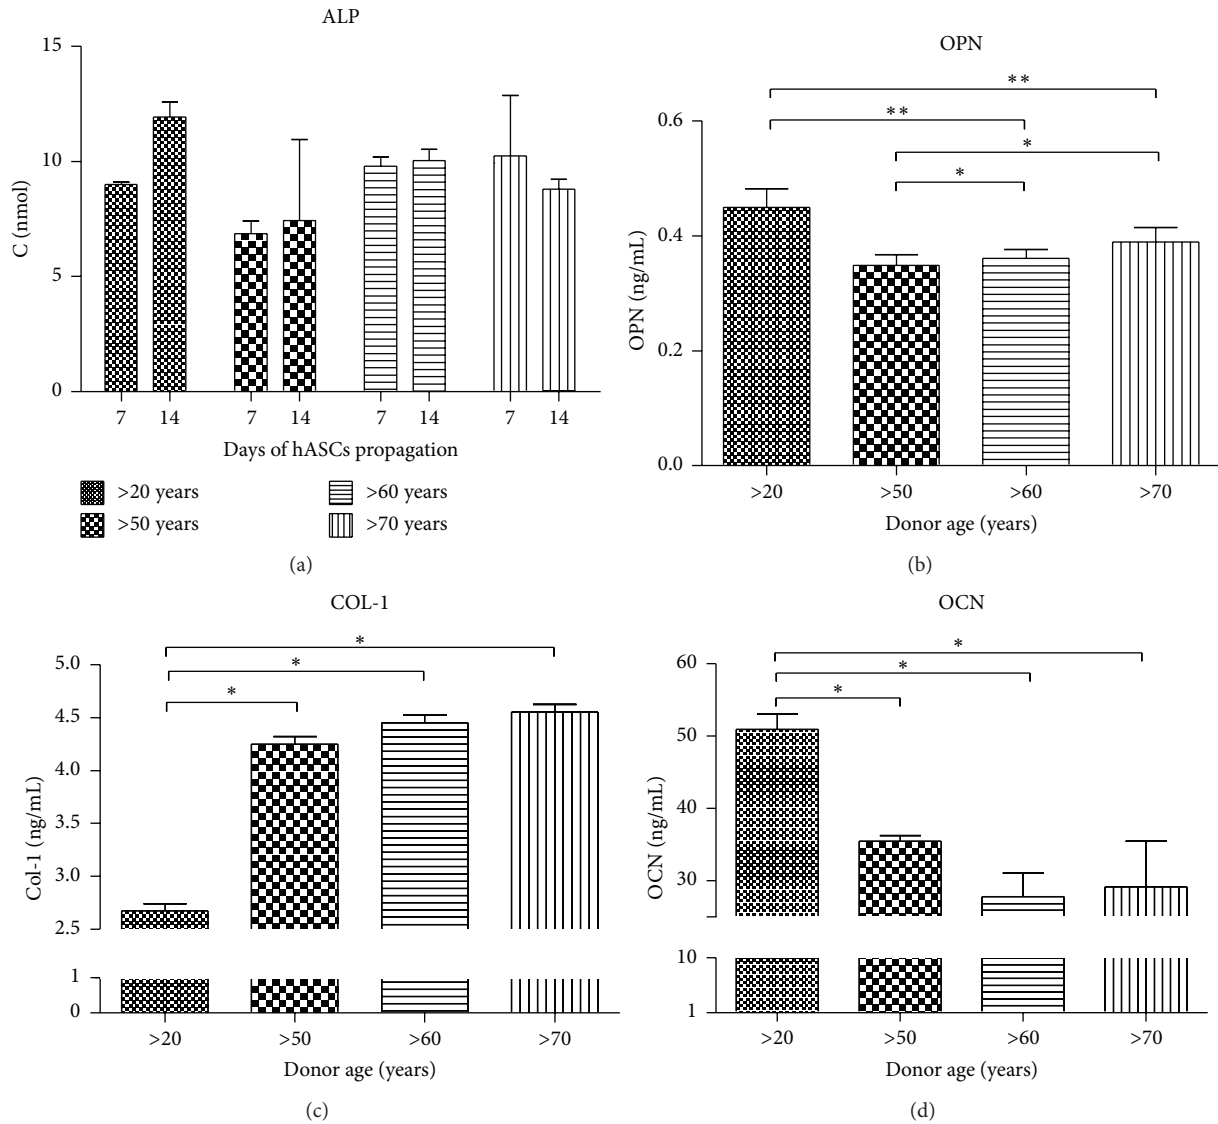 ALP
C (nmol)
15
10
5
0
7 14 7 14 7 14 7 14
Days of hASCs propagation
>20 years
>50 years
>60 years
>70 years
(a)
OPN
OPN (ng/mL)
0.6
0.4
0.2
0.0
**
**
*
*
>20 >50 >60 >70
Donor age (years)
(b)
COL-1
Col-1 (ng/mL)
5.0
4.5
4.0
3.5
3.0
2.5
1
0
*
*
*
>20 >50 >60 >70
Donor age (years)
(c)
OCN
OCN (ng/mL)
60
50
40
30
10
1
*
*
*
>20 >50 >60 >70
Donor age (years)
(d)